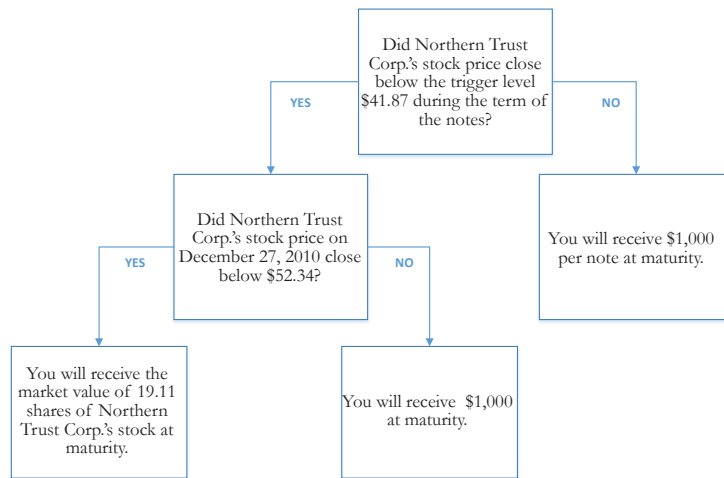 Did Northern Trust
Corp.'s stock price close
below the trigger level
$41.87 during the term of
the notes?
YES
NO
Did Northern Trust
Corp.'s stock price on
December 27, 2010 close
below $52.34?
You will receive $1,000
per note at maturity.
YES
NO
You will receive the
market value of 19.11
shares of Northern
Trust Corp.'s stock at
maturity.
You will receive $1,000
at maturity.